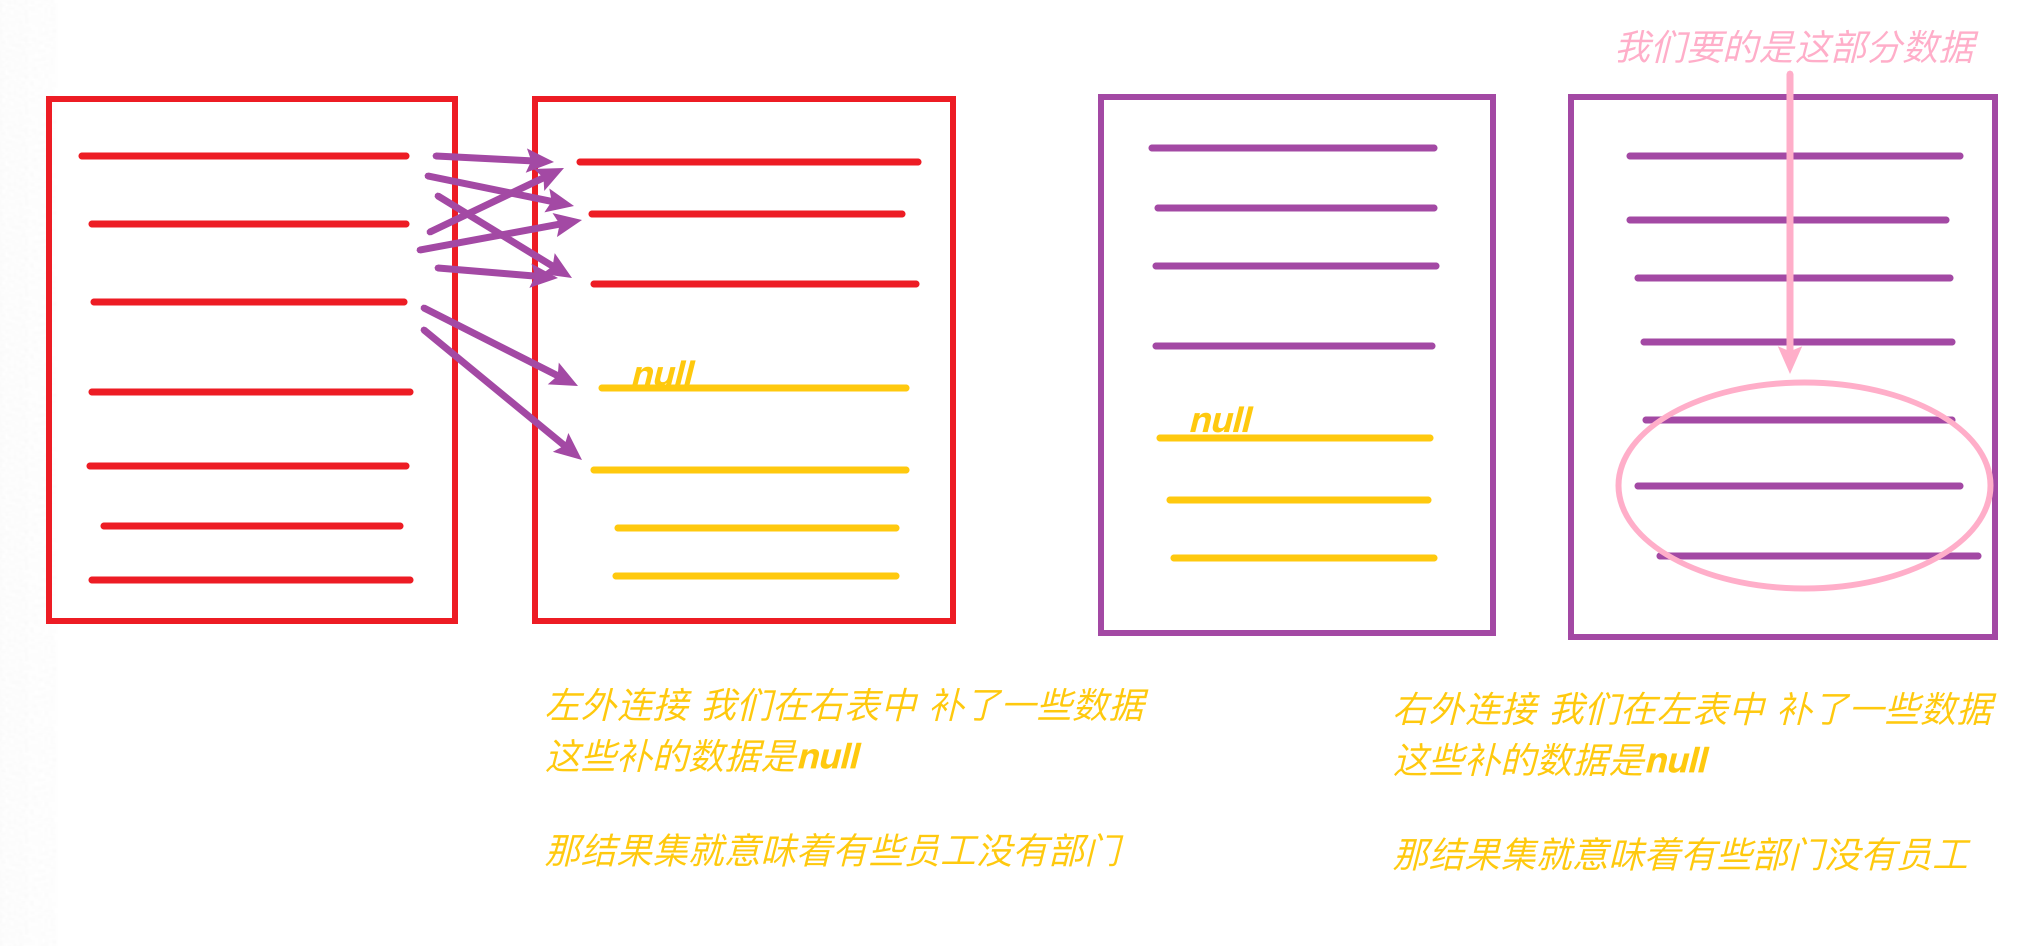 我们要的是这部分数据
null
null
左外连接 我们在右表中 补了一些数据
这些补的数据是null
那结果集就意味着有些员工没有部门
右外连接 我们在左表中 补了一些数据
这些补的数据是null
那结果集就意味着有些部门没有员工